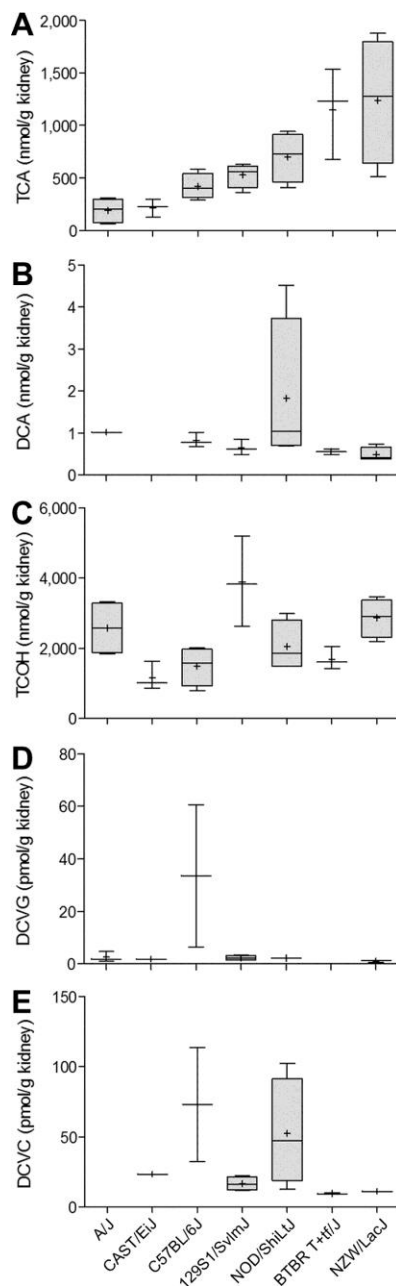 A
TCA (nmol/g kidney)
2,000
1,500
1,000
500
0
B
DCA (nmol/g kidney)
5
4
3
2
1
0
C
TCOH (nmol/g kidney)
6,000
4,000
2,000
0
D
DCVG (pmol/g kidney)
80
60
40
20
0
E
DCVC (pmol/g kidney)
150
100
50
0
A/J
CAST/EiJ
C57BL/6J
129S1/SvImJ
NOD/ShiLtJ
BTBR T+tf/J
NZW/LacJ